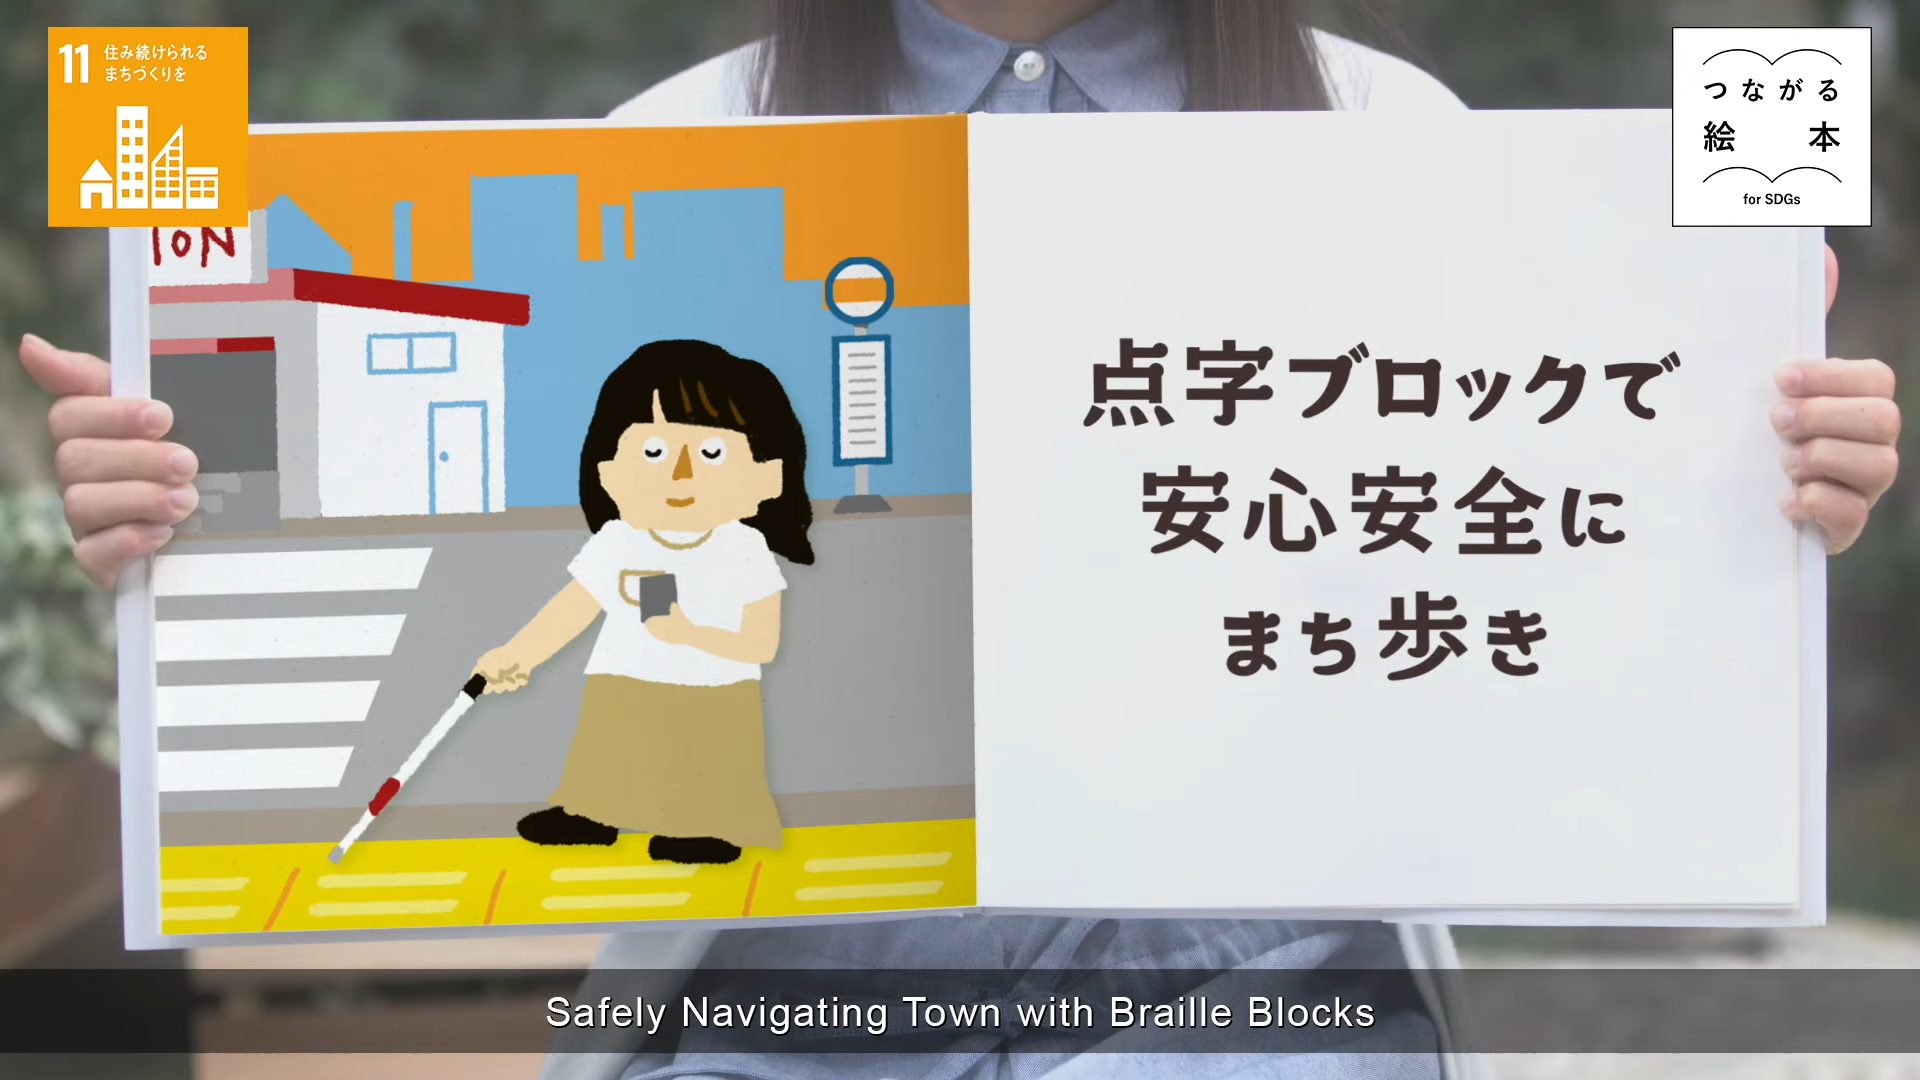 11 住み続けられる
まちづくりを
つながる
絵本
for SDGs
ION
点字ブロックで
安心安全に
まち歩き
Safely Navigating Town with Braille Blocks